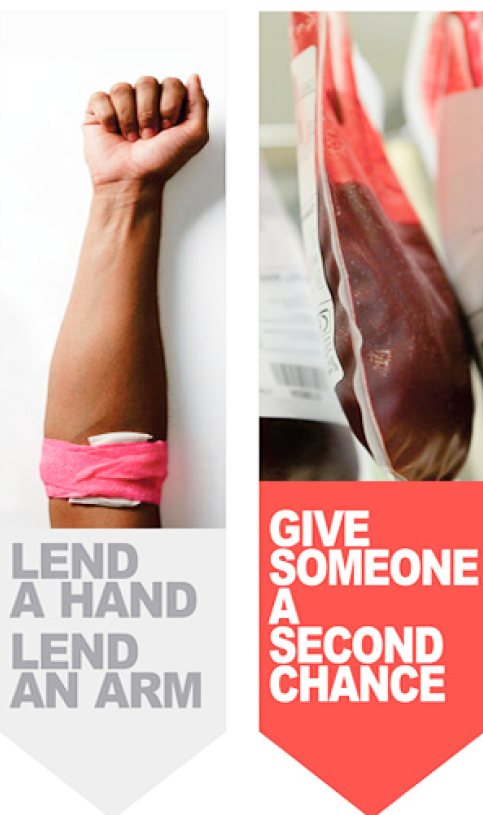 LEND
A HAND
LEND
AN ARM
GIVE
SOMEONE
A
SECOND
CHANCE